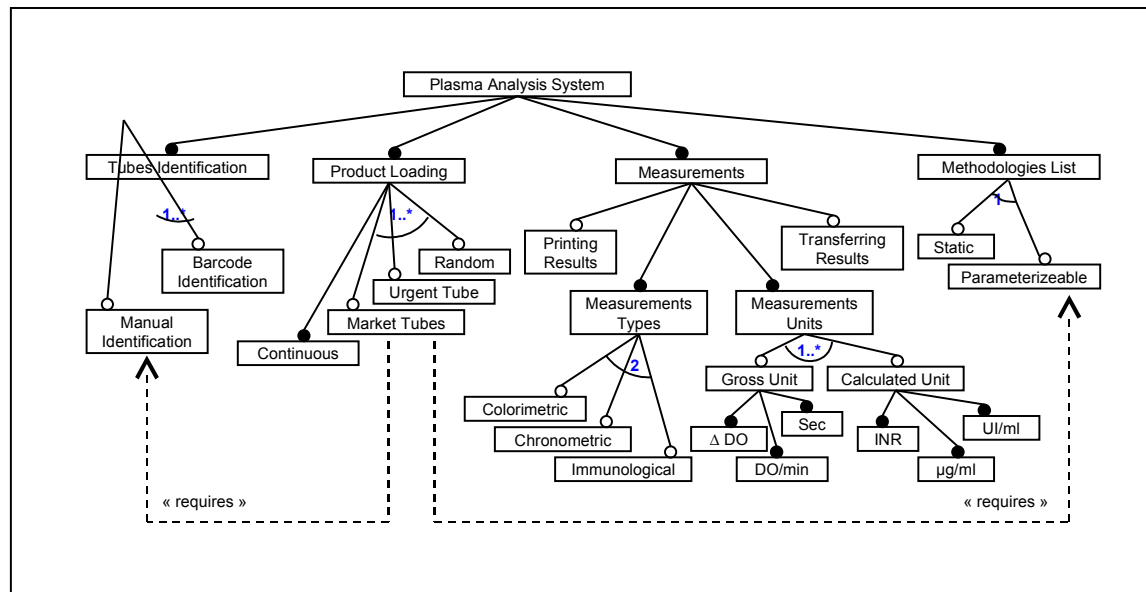 Plasma Analysis System
Tubes Identification
Product Loading
Measurements
Methodologies List
1..*
1..*
1
Barcode
Identification
Random
Urgent Tube
Market Tubes
Continuous
Manual
Identification
Printing
Results
Transferring
Results
Static
Parameterizeable
Measurements
Types
Measurements
Units
2
1..*
Colorimetric
Chronometric
Immunological
Gross Unit
Calculated Unit
∆ DO
Sec
DO/min
INR
UI/ml
µg/ml
« requires »
« requires »